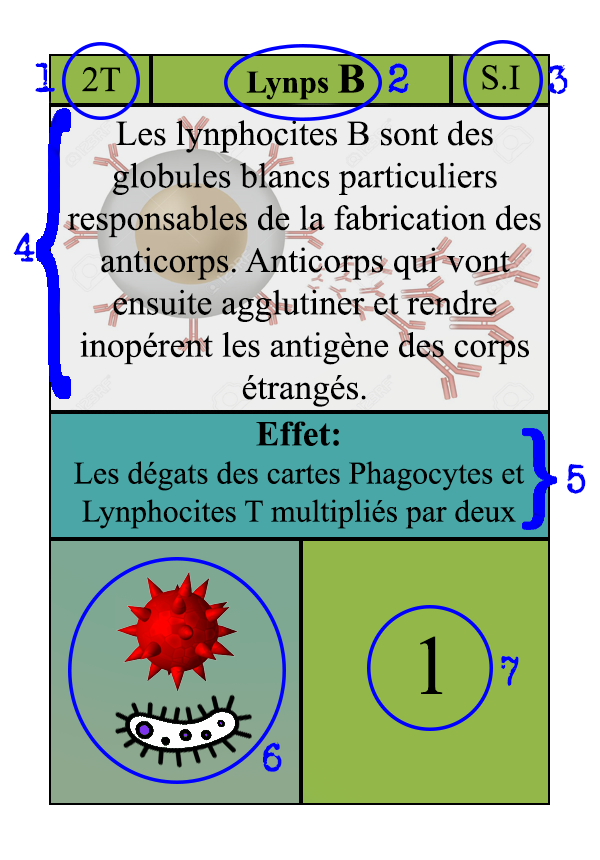 1 2T Lynps B 2 S.I 3
Les lynphocites B sont des
globules blancs particuliers
responsables de la fabrication des
4 anticorps. Anticorps qui vont
ensuite agglutiner et rendre
inopérent les antigène des corps
étrangés.
Effet:
Les dégats des cartes Phagocytes et
5
Lynphocites T multipliés par deux
1 7
6